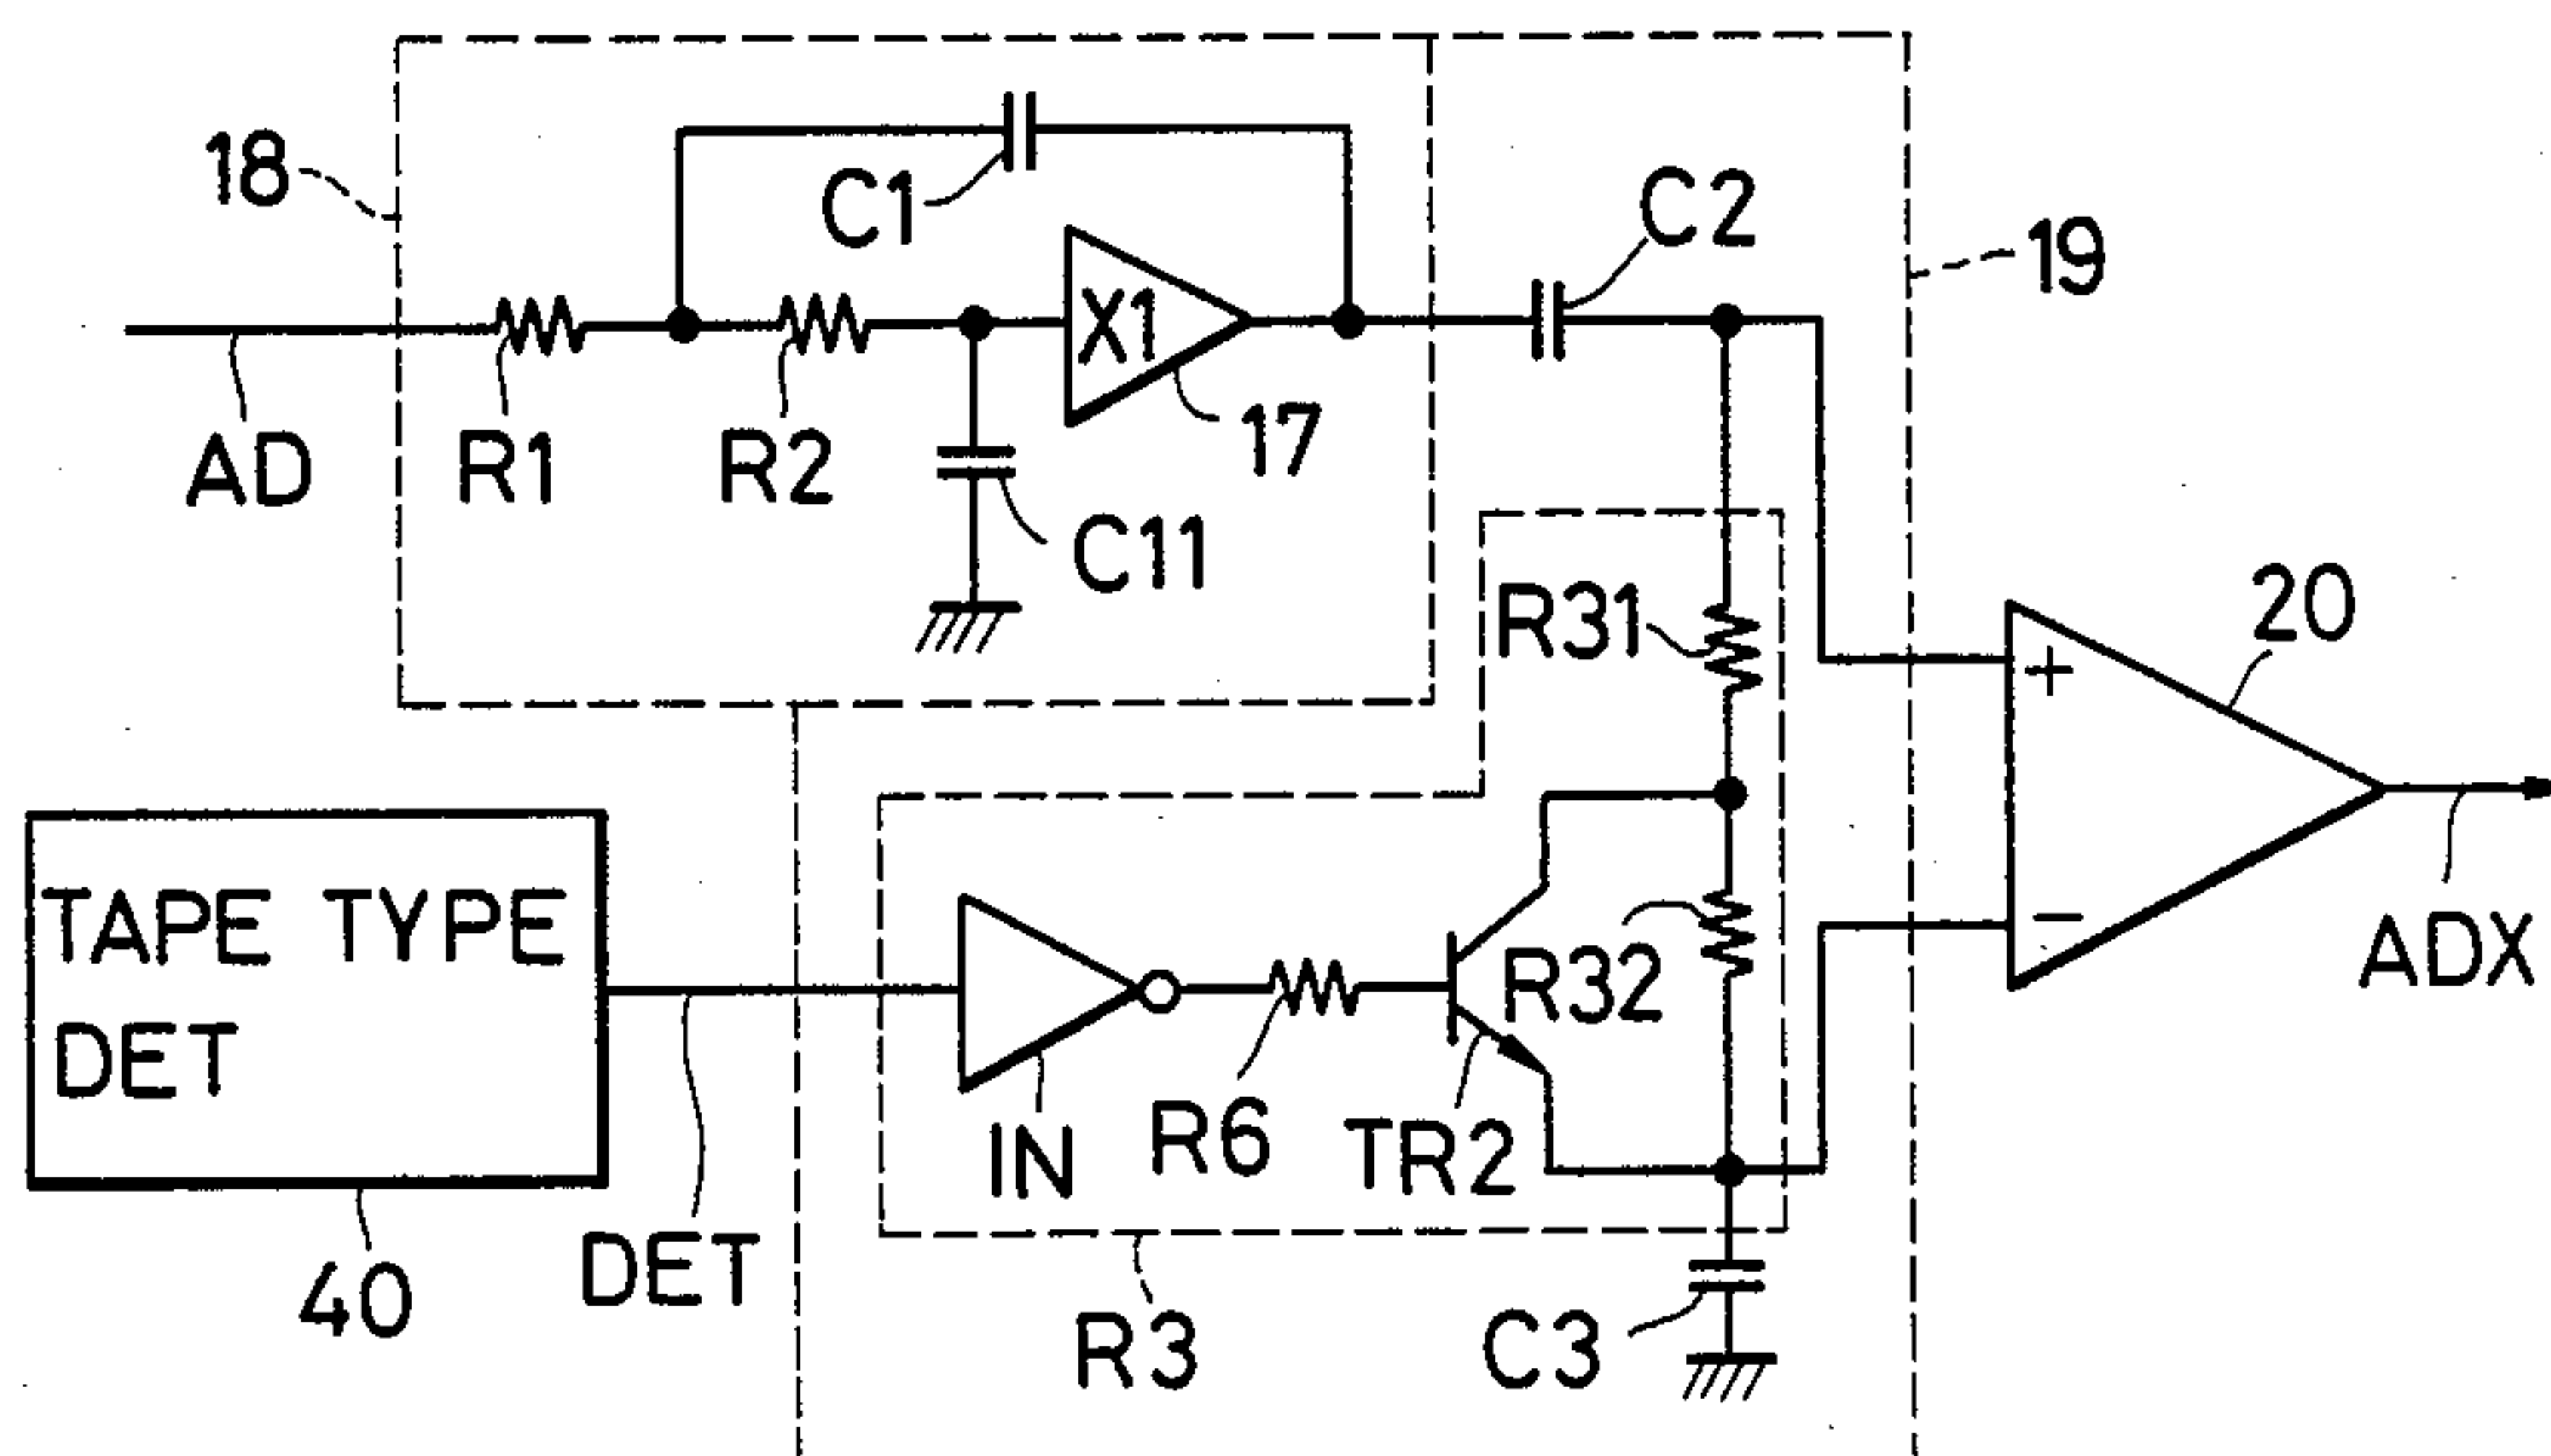 18
C1
C2
19
X1
17
AD
R1
R2
C11
R31
20
+
−
TAPE TYPE
DET
R32
ADX
IN
R6
TR2
DET
40
R3
C3